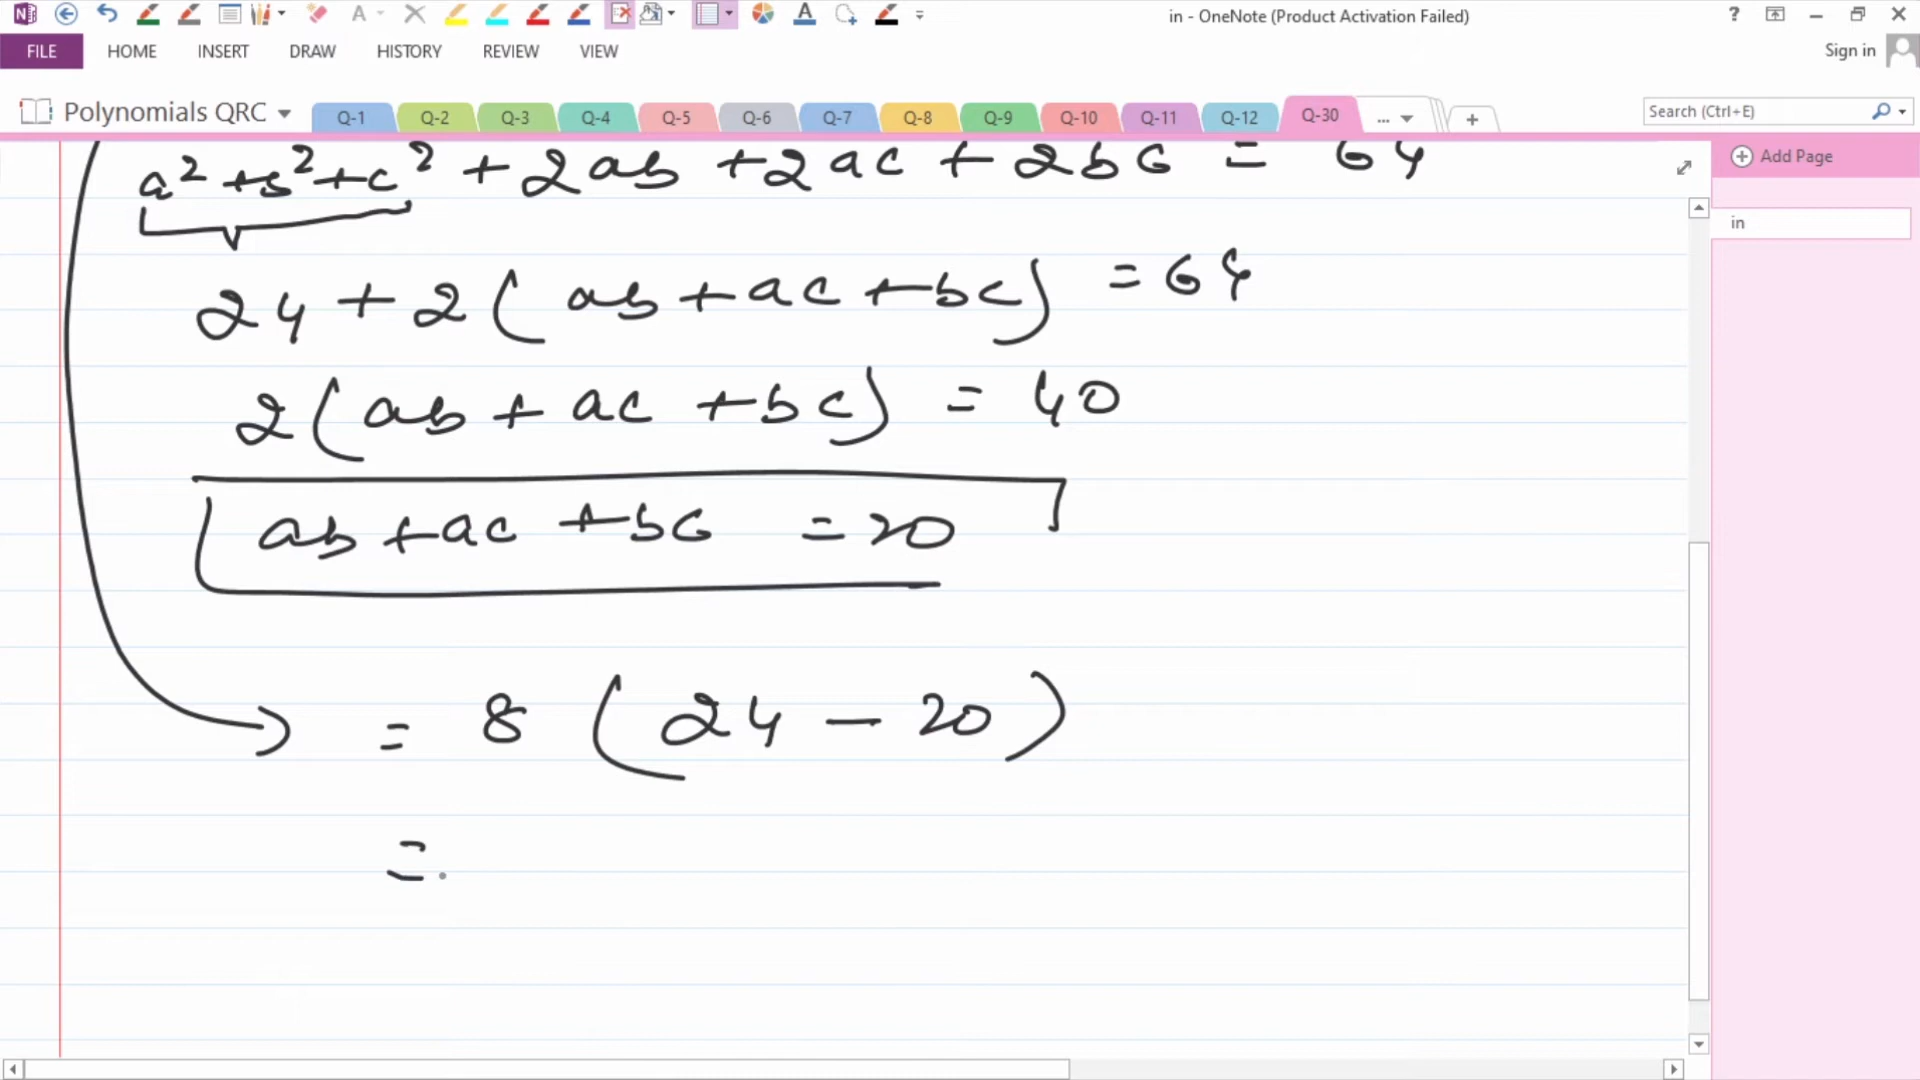 in - OneNote (Product Activation Failed)
?
FILE HOME INSERT DRAW HISTORY REVIEW VIEW
Sign in
Polynomials QRC
Q-1 Q-2 Q-3 Q-4 Q-5 Q-6 Q-7 Q-8 Q-9 Q-10 Q-11 Q-12 Q-30 ... +
Search (Ctrl+E)
Add Page
in
a² + b² + c² + 2ab + 2ac + 2bc = 64
24 + 2(ab + ac + bc) = 64
2(ab + ac + bc) = 40
ab + ac + bc = 20
= 8 (24 - 20)
=